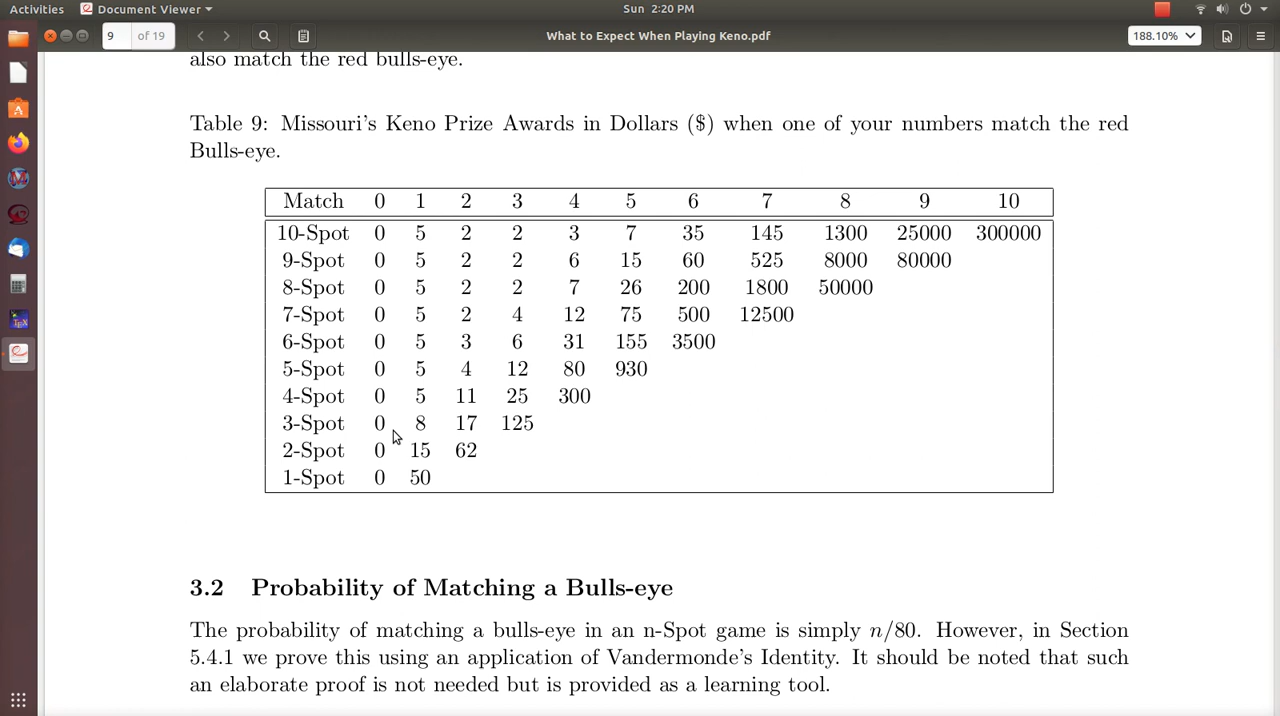 Activities Document Viewer Sun 2:20 PM
9 of 19 What to Expect When Playing Keno.pdf 188.10%
also match the red bulls-eye.
Table 9: Missouri's Keno Prize Awards in Dollars ($) when one of your numbers match the red
Bulls-eye.
Match 0 1 2 3 4 5 6 7 8 9 10
10-Spot 0 5 2 2 3 7 35 145 1300 25000 300000
9-Spot 0 5 2 2 6 15 60 525 8000 80000
8-Spot 0 5 2 2 7 26 200 1800 50000
7-Spot 0 5 2 4 12 75 500 12500
6-Spot 0 5 3 6 31 155 3500
5-Spot 0 5 4 12 80 930
4-Spot 0 5 11 25 300
3-Spot 0 8 17 125
2-Spot 0 15 62
1-Spot 0 50
3.2 Probability of Matching a Bulls-eye
The probability of matching a bulls-eye in an n-Spot game is simply n/80. However, in Section
5.4.1 we prove this using an application of Vandermonde's Identity. It should be noted that such
an elaborate proof is not needed but is provided as a learning tool.